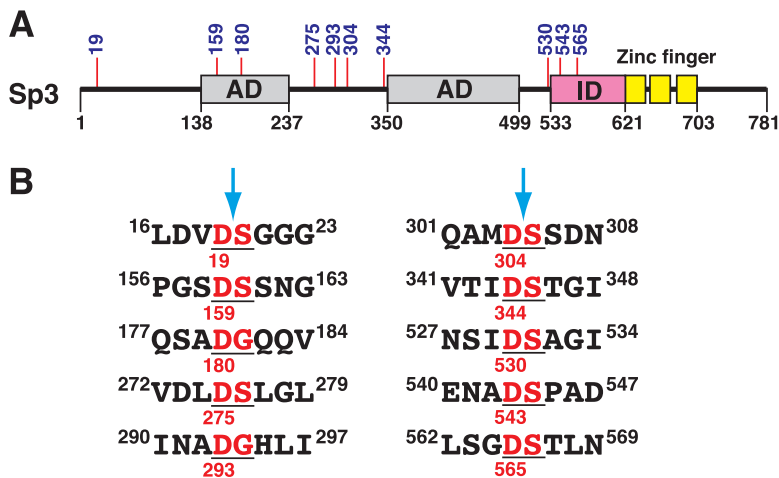 A
19 159 180 275 293 304 344 530 543 565
Zinc finger
Sp3 AD AD ID
1 138 237 350 499 533 621 703 781
B
16LDVDSGGG23
19
156PGSDSSNG163
159
177QSADGQQV184
180
272VDLDSLGL279
275
290INADGHLI297
293
301QAMDSSDN308
304
341VTIDSTGI348
344
527NSIDSAGI534
530
540ENADSPAD547
543
562LSGDSTLN569
565